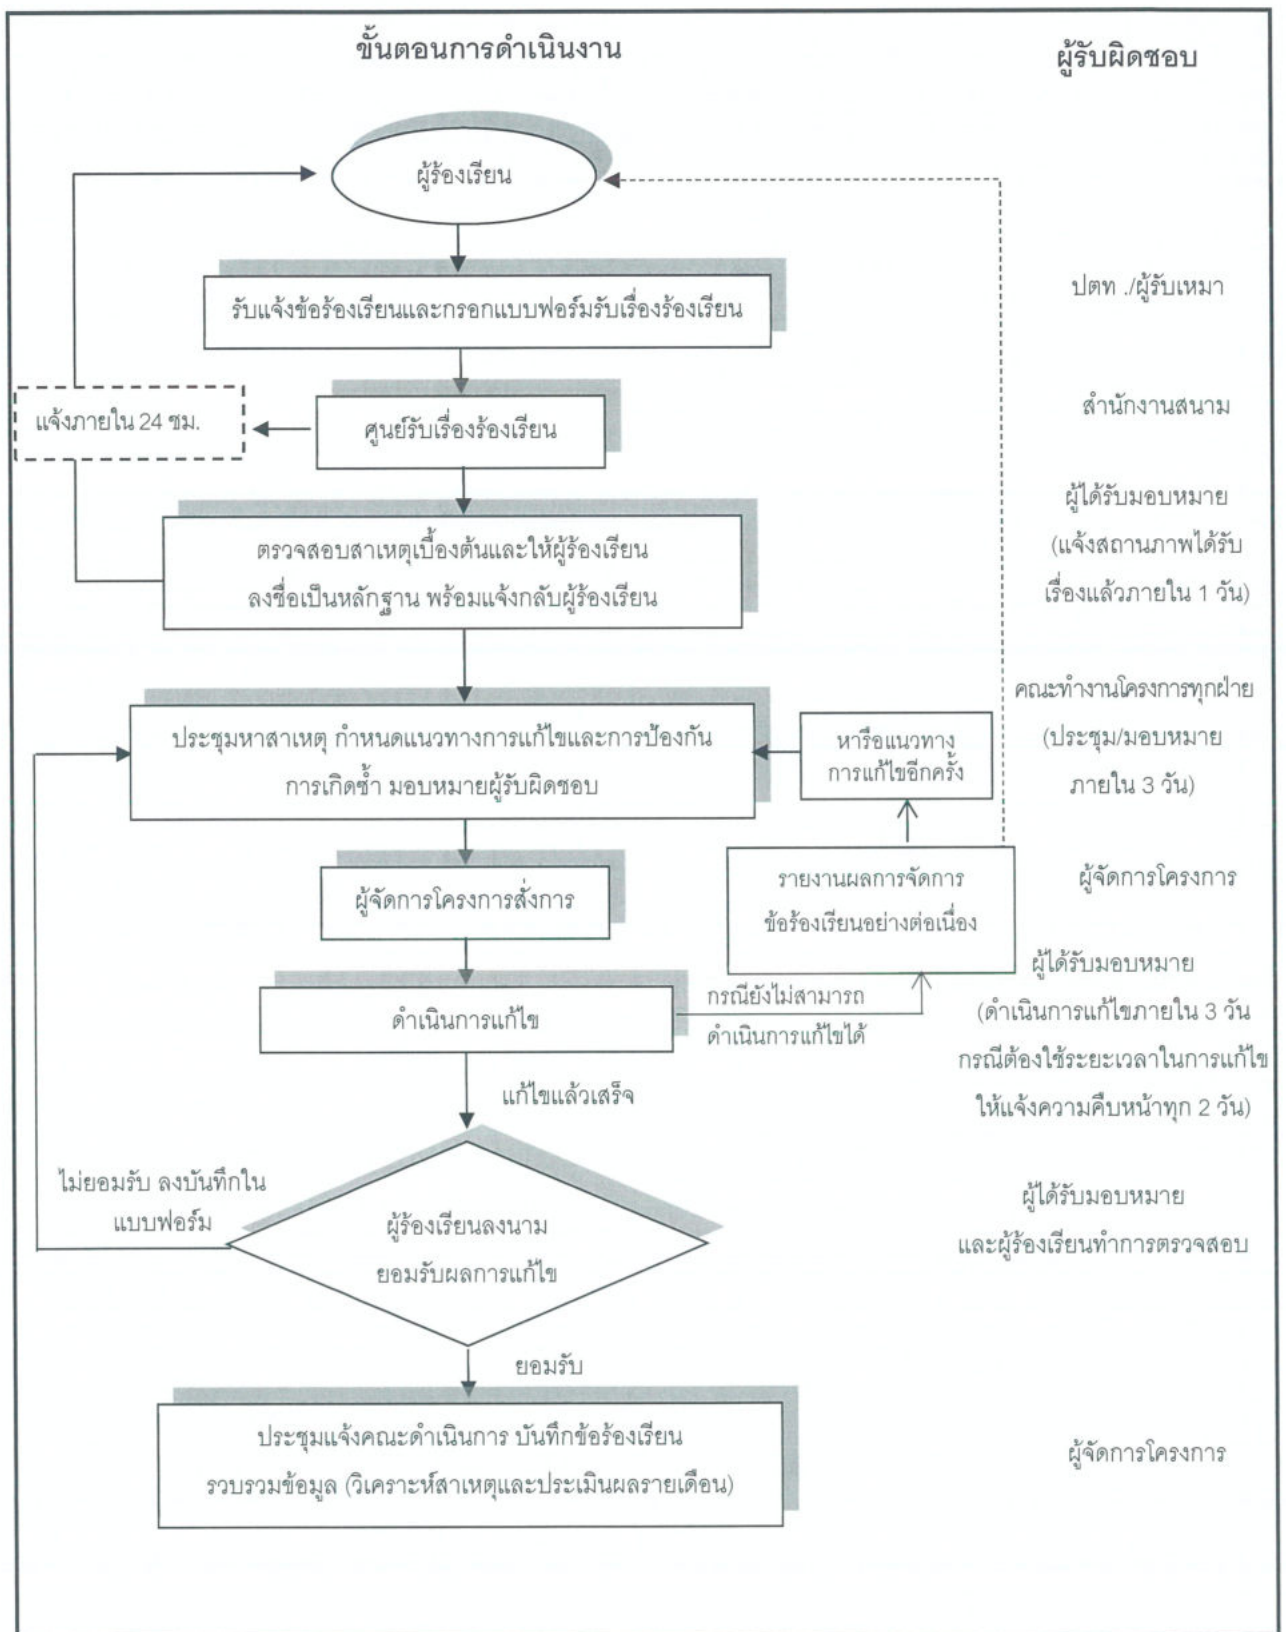 ขั้นตอนการดำเนินงาน
ผู้รับผิดชอบ
ผู้ร้องเรียน
รับแจ้งข้อร้องเรียนและกรอกแบบฟอร์มรับเรื่องร้องเรียน
ปตท ./ผู้รับเหมา
แจ้งภายใน 24 ชม.
ศูนย์รับเรื่องร้องเรียน
สำนักงานสนาม
ตรวจสอบสาเหตุเบื้องต้นและให้ผู้ร้องเรียน
ลงชื่อเป็นหลักฐาน พร้อมแจ้งกลับผู้ร้องเรียน
ผู้ได้รับมอบหมาย
(แจ้งสถานภาพได้รับ
เรื่องแล้วภายใน 1 วัน)
ประชุมหาสาเหตุ กำหนดแนวทางการแก้ไขและการป้องกัน
การเกิดซ้ำ มอบหมายผู้รับผิดชอบ
หารือแนวทาง
การแก้ไขอีกครั้ง
คณะทำงานโครงการทุกฝ่าย
(ประชุม/มอบหมาย
ภายใน 3 วัน)
ผู้จัดการโครงการสั่งการ
รายงานผลการจัดการ
ข้อร้องเรียนอย่างต่อเนื่อง
ผู้จัดการโครงการ
ดำเนินการแก้ไข
กรณียังไม่สามารถ
ดำเนินการแก้ไขได้
ผู้ได้รับมอบหมาย
(ดำเนินการแก้ไขภายใน 3 วัน
กรณีต้องใช้ระยะเวลาในการแก้ไข
ให้แจ้งความคืบหน้าทุก 2 วัน)
แก้ไขแล้วเสร็จ
ไม่ยอมรับ ลงบันทึกใน
แบบฟอร์ม
ผู้ร้องเรียนลงนาม
ยอมรับผลการแก้ไข
ผู้ได้รับมอบหมาย
และผู้ร้องเรียนทำการตรวจสอบ
ยอมรับ
ประชุมแจ้งคณะดำเนินการ บันทึกข้อร้องเรียน
รวบรวมข้อมูล (วิเคราะห์สาเหตุและประเมินผลรายเดือน)
ผู้จัดการโครงการ